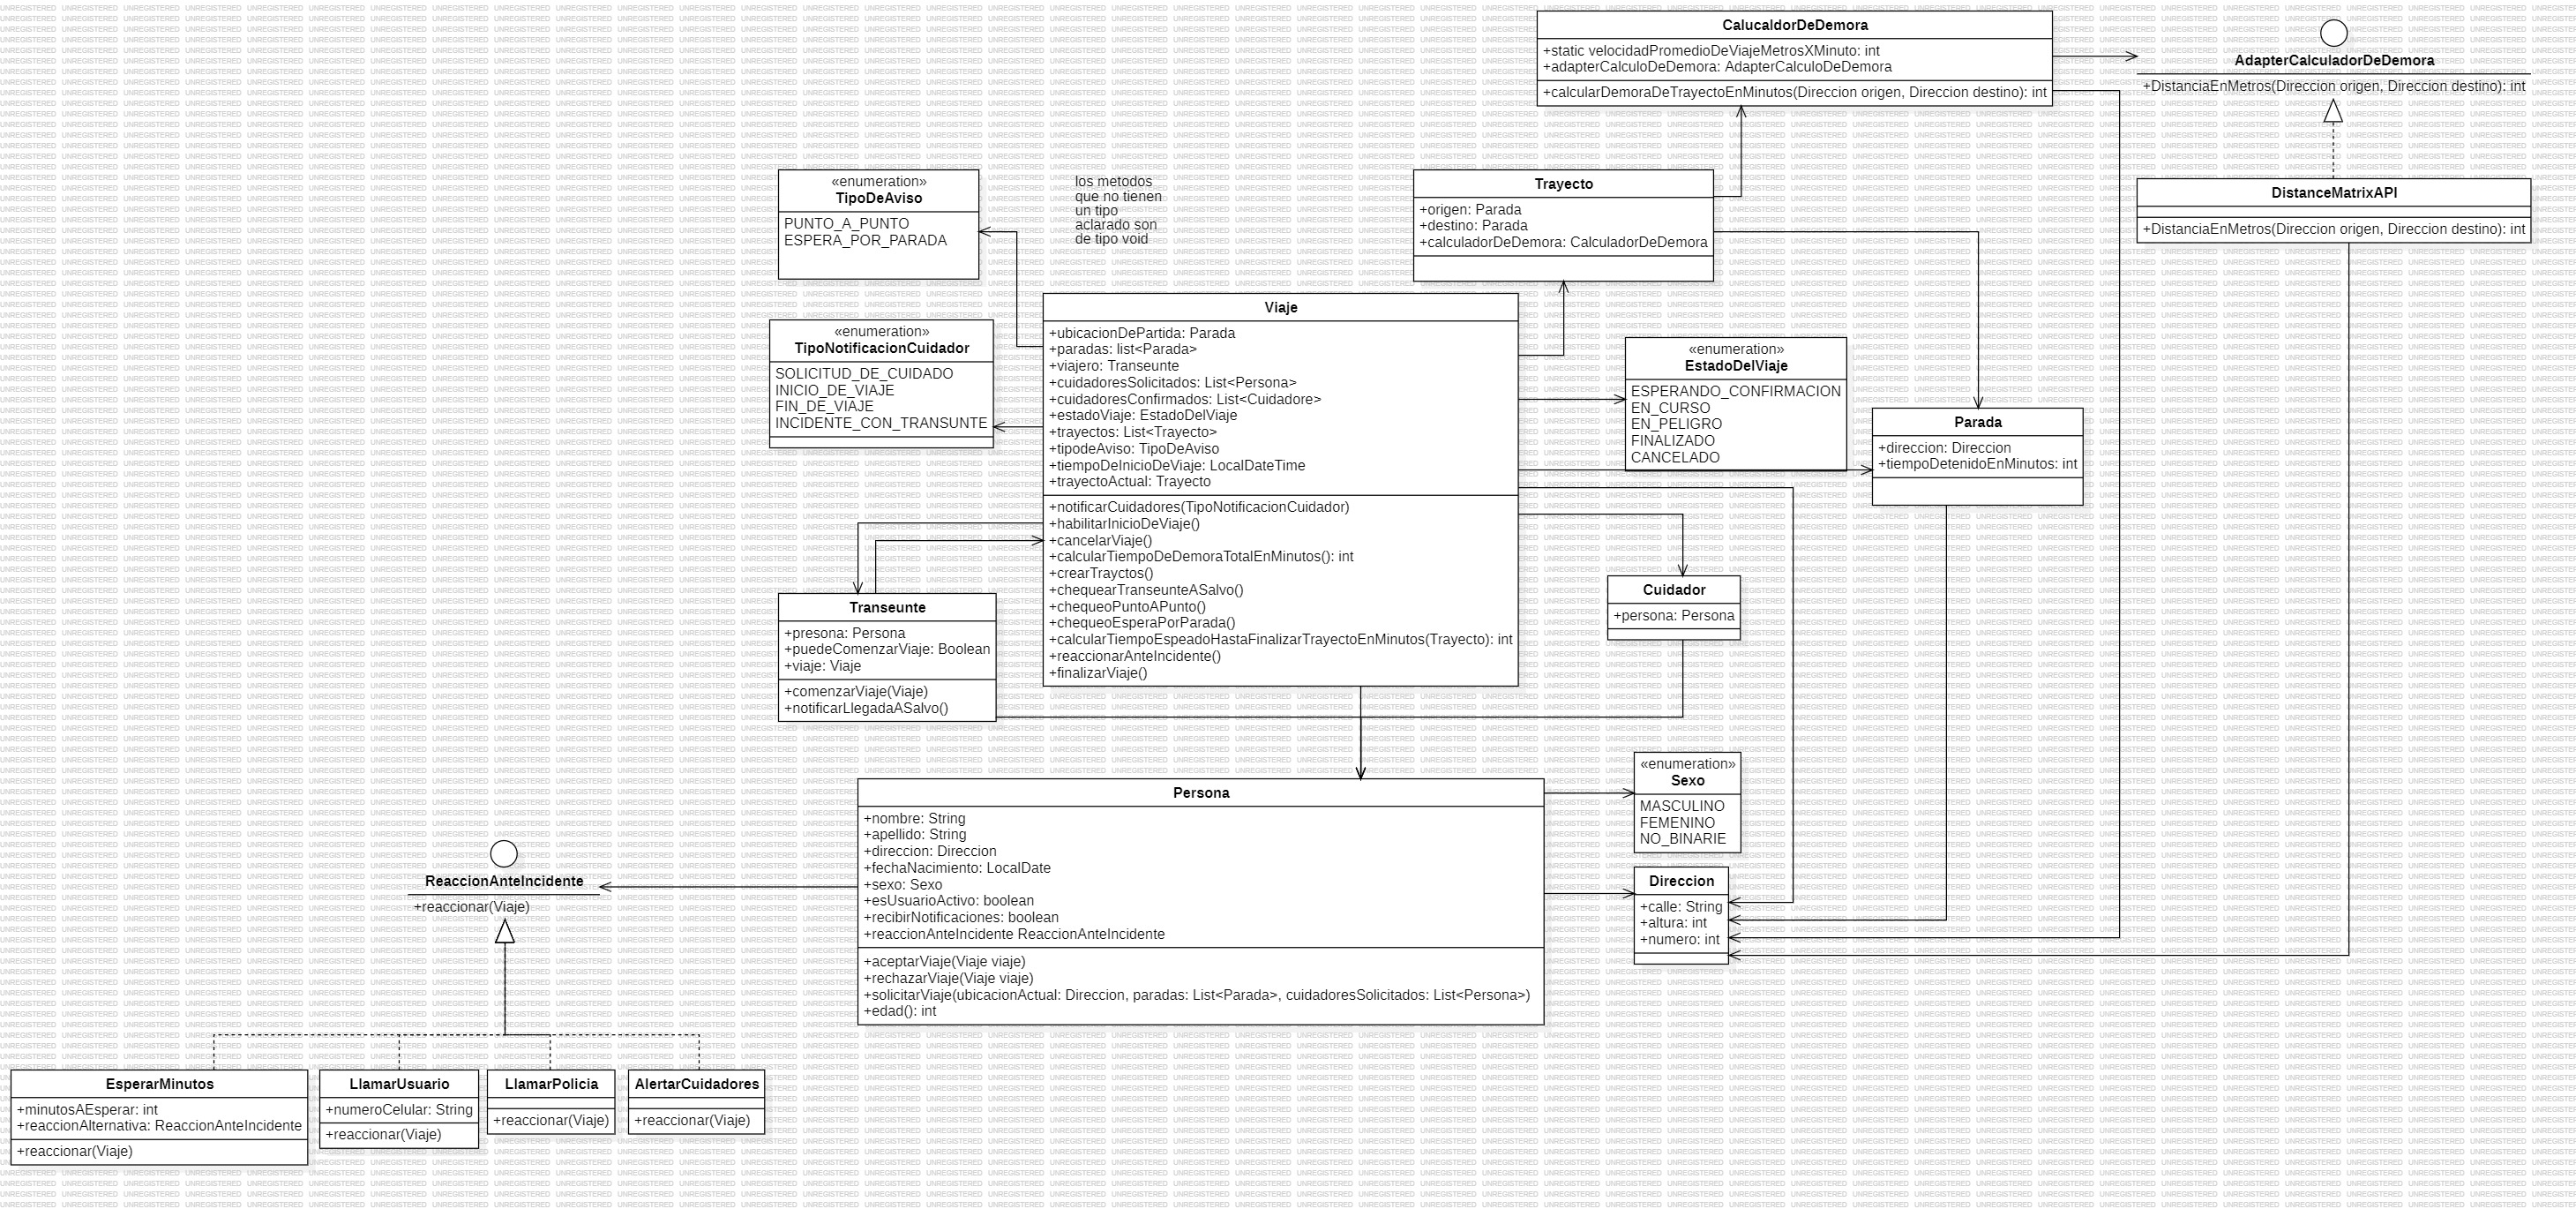 CalucaldorDeDemora
+static velocidadPromedioDeViajeMetrosXMinuto: int
+adapterCalculoDeDemora: AdapterCalculoDeDemora
+calcularDemoraDeTrayectoEnMinutos(Direccion origen, Direccion destino): int
AdapterCalculadorDeDemora
+DistanciaEnMetros(Direccion origen, Direccion destino): int
DistanceMatrixAPI
+DistanciaEnMetros(Direccion origen, Direccion destino): int
«enumeration»
TipoDeAviso
PUNTO_A_PUNTO
ESPERA_POR_PARADA
los metodos
que no tienen
un tipo
aclarado son
de tipo void
Trayecto
+origen: Parada
+destino: Parada
+calculadorDeDemora: CalculadorDeDemora
«enumeration»
TipoNotificacionCuidador
SOLICITUD_DE_CUIDADO
INICIO_DE_VIAJE
FIN_DE_VIAJE
INCIDENTE_CON_TRANSUNTE
Viaje
+ubicacionDePartida: Parada
+paradas: list<Parada>
+viajero: Transeunte
+cuidadoresSolicitados: List<Persona>
+cuidadoresConfirmados: List<Cuidadore>
+estadoViaje: EstadoDelViaje
+trayectos: List<Trayecto>
+tipodeAviso: TipoDeAviso
+tiempoDeInicioDeViaje: LocalDateTime
+trayectoActual: Trayecto
+notificarCuidadores(TipoNotificacionCuidador)
+habilitarInicioDeViaje()
+cancelarViaje()
+calcularTiempoDeDemoraTotalEnMinutos(): int
+crearTrayctos()
+chequearTranseunteASalvo()
+chequeoPuntoAPunto()
+chequeoEsperaPorParada()
+calcularTiempoEspeadoHastaFinalizarTrayectoEnMinutos(Trayecto): int
+reaccionarAnteIncidente()
+finalizarViaje()
«enumeration»
EstadoDelViaje
ESPERANDO_CONFIRMACION
EN_CURSO
EN_PELIGRO
FINALIZADO
CANCELADO
Parada
+direccion: Direccion
+tiempoDetenidoEnMinutos: int
Transeunte
+presona: Persona
+puedeComenzarViaje: Boolean
+viaje: Viaje
+comenzarViaje(Viaje)
+notificarLlegadaASalvo()
Cuidador
+persona: Persona
Persona
+nombre: String
+apellido: String
+direccion: Direccion
+fechaNacimiento: LocalDate
+sexo: Sexo
+esUsuarioActivo: boolean
+recibirNotificaciones: boolean
+reaccionAnteIncidente ReaccionAnteIncidente
+aceptarViaje(Viaje viaje)
+rechazarViaje(Viaje viaje)
+solicitarViaje(ubicacionActual: Direccion, paradas: List<Parada>, cuidadoresSolicitados: List<Persona>)
+edad(): int
«enumeration»
Sexo
MASCULINO
FEMENINO
NO_BINARIE
Direccion
+calle: String
+altura: int
+numero: int
ReaccionAnteIncidente
+reaccionar(Viaje)
EsperarMinutos
+minutosAEsperar: int
+reaccionAlternativa: ReaccionAnteIncidente
+reaccionar(Viaje)
LlamarUsuario
+numeroCelular: String
+reaccionar(Viaje)
LlamarPolicia
+reaccionar(Viaje)
AlertarCuidadores
+reaccionar(Viaje)
UNREGISTERED